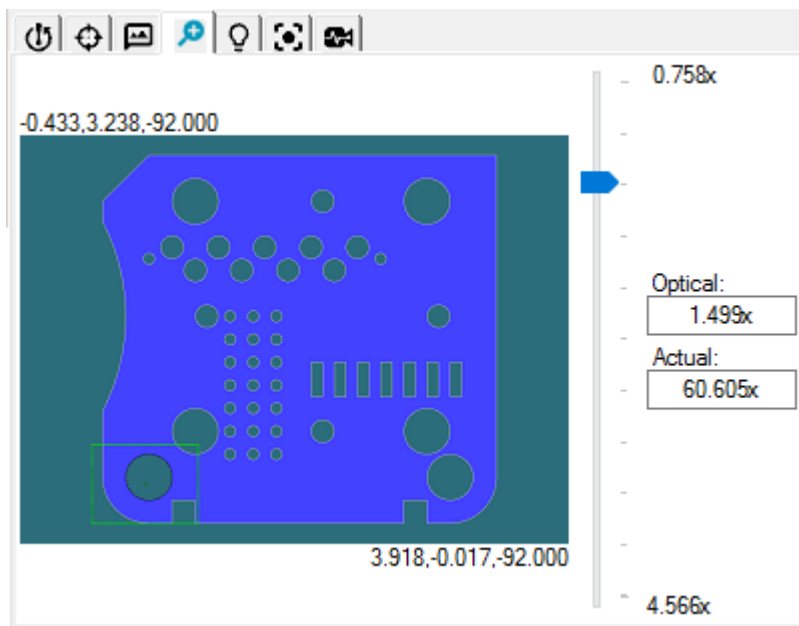 0.758x
-0.433,3.238,-92.000
Optical:
1.499x
Actual:
60.605x
3.918,-0.017,-92.000
4.566x